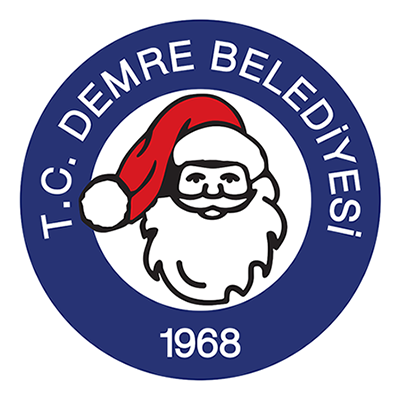 T.C. DEMRE BELEDİYESİ
1968